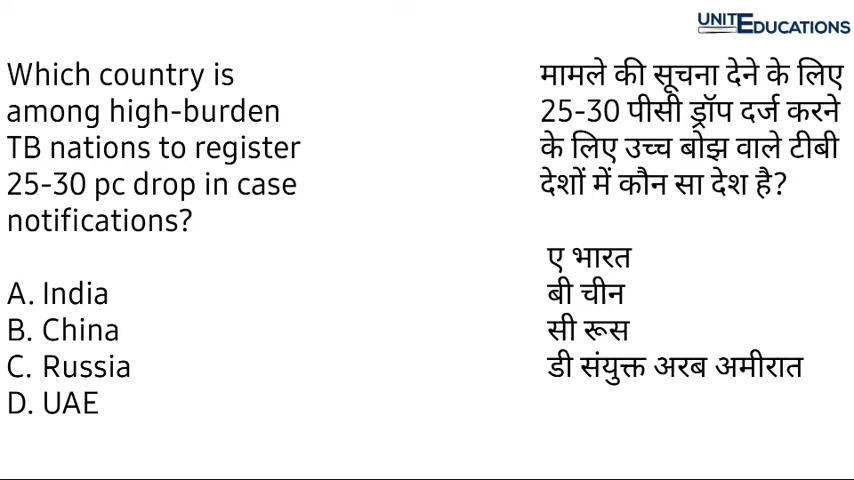 UNITEDUCATIONS
Which country is
among high-burden
TB nations to register
25-30 pc drop in case
notifications?
A. India
B. China
C. Russia
D. UAE
मामले की सूचना देने के लिए
25-30 पीसी ड्रॉप दर्ज करने
के लिए उच्च बोझ वाले टीबी
देशों में कौन सा देश है?
ए भारत
बी चीन
सी रूस
डी संयुक्त अरब अमीरात